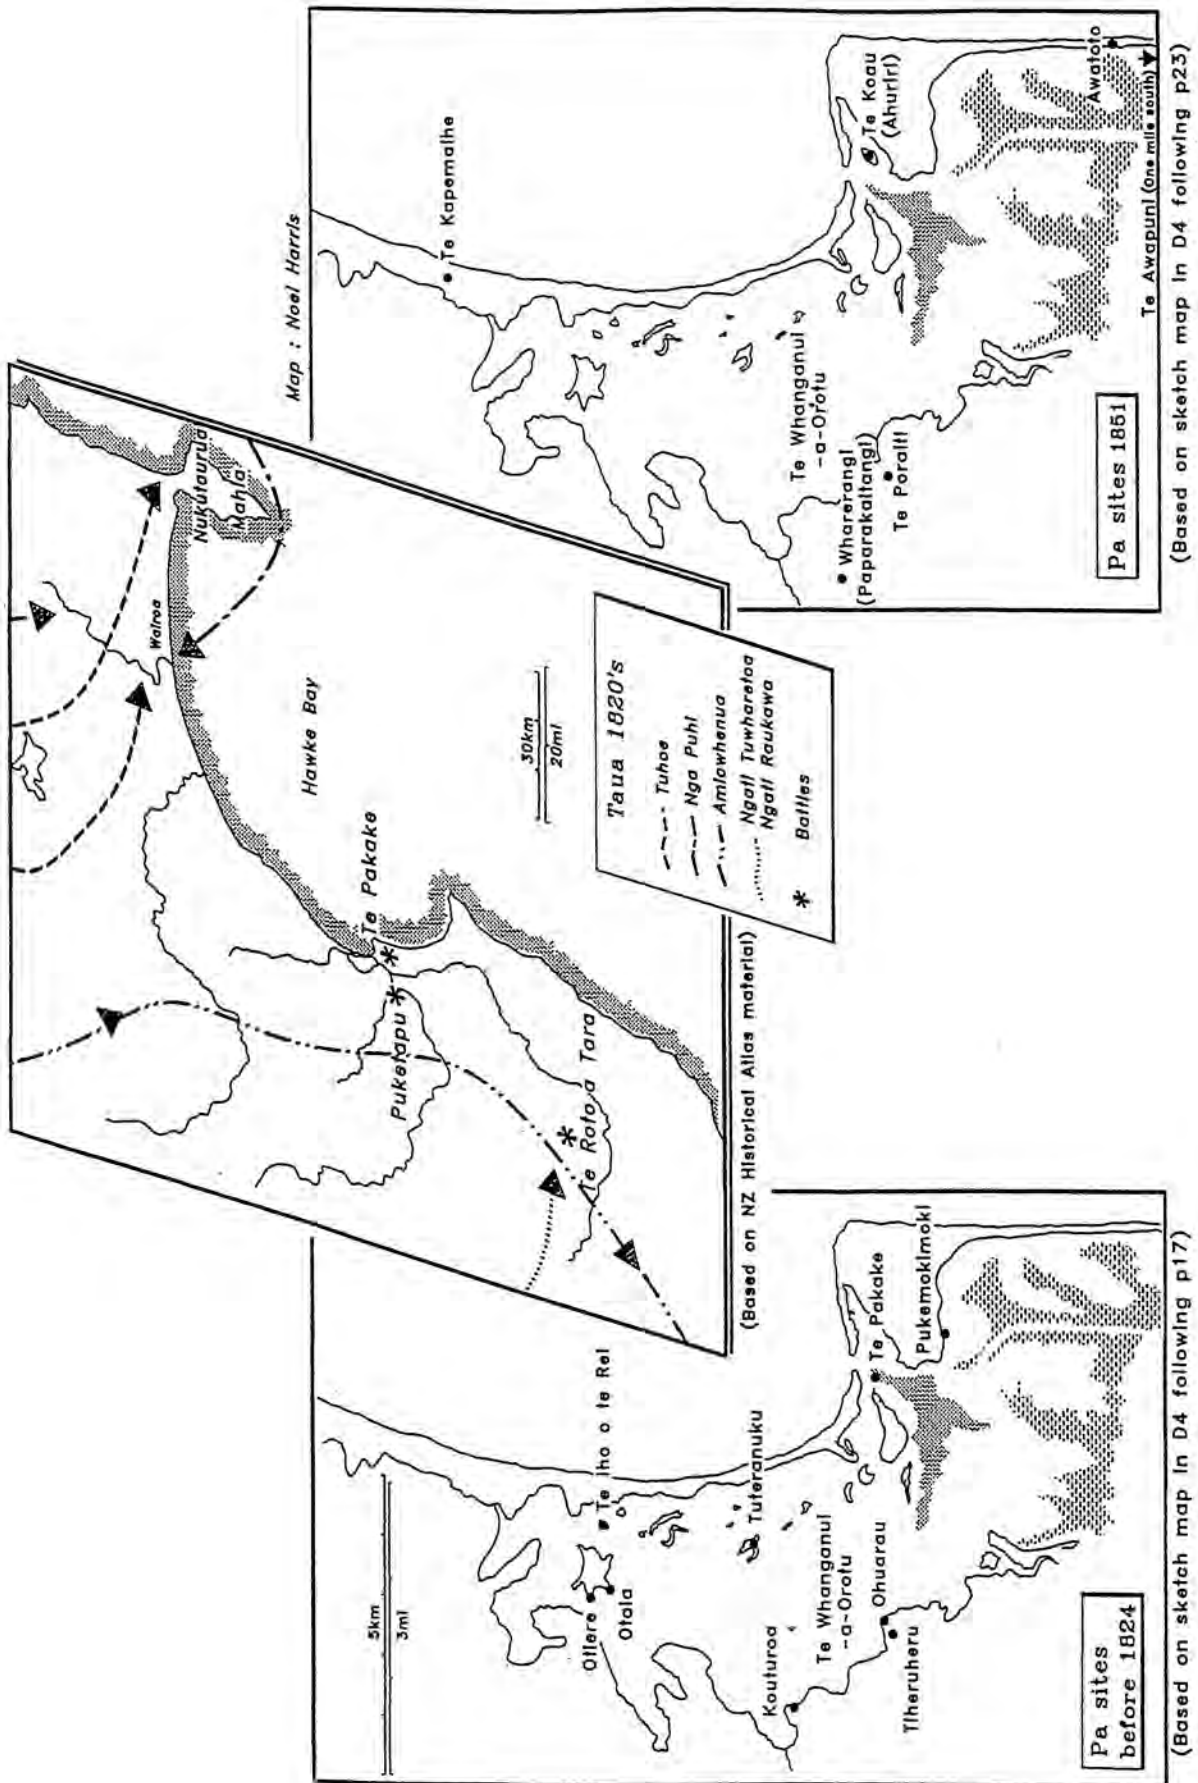 5km
3ml
Otiere
Otaia
Te Iho o te Rei
Tuteranuku
Kouturoa
Te Whanganui
-a-Orotu
Ohuarau
Tiheruheru
Te Pakake
Pukemokimoki
Pa sites
before 1824
(Based on sketch map in D4 following p17)
Nukutaurua
Mahia
Wairoa
Hawke Bay
Te Pakake
Puketapu
Te Roto a Tara
30km
20ml
Taua 1820's
Tuhoe
Nga Puhi
Amiowhenua
Ngati Tuwharetoa
Ngati Raukawa
* Battles
(Based on NZ Historical Atlas material)
Map : Noel Harris
Te Kapemaihe
Te Whanganui
-a-Orotu
Wharerangi
(Paparakaitangi)
Te Poraiti
Te Koau
(Ahuriri)
Awatoto
Te Awapuni (One mile south)
Pa sites 1851
(Based on sketch map in D4 following p23)